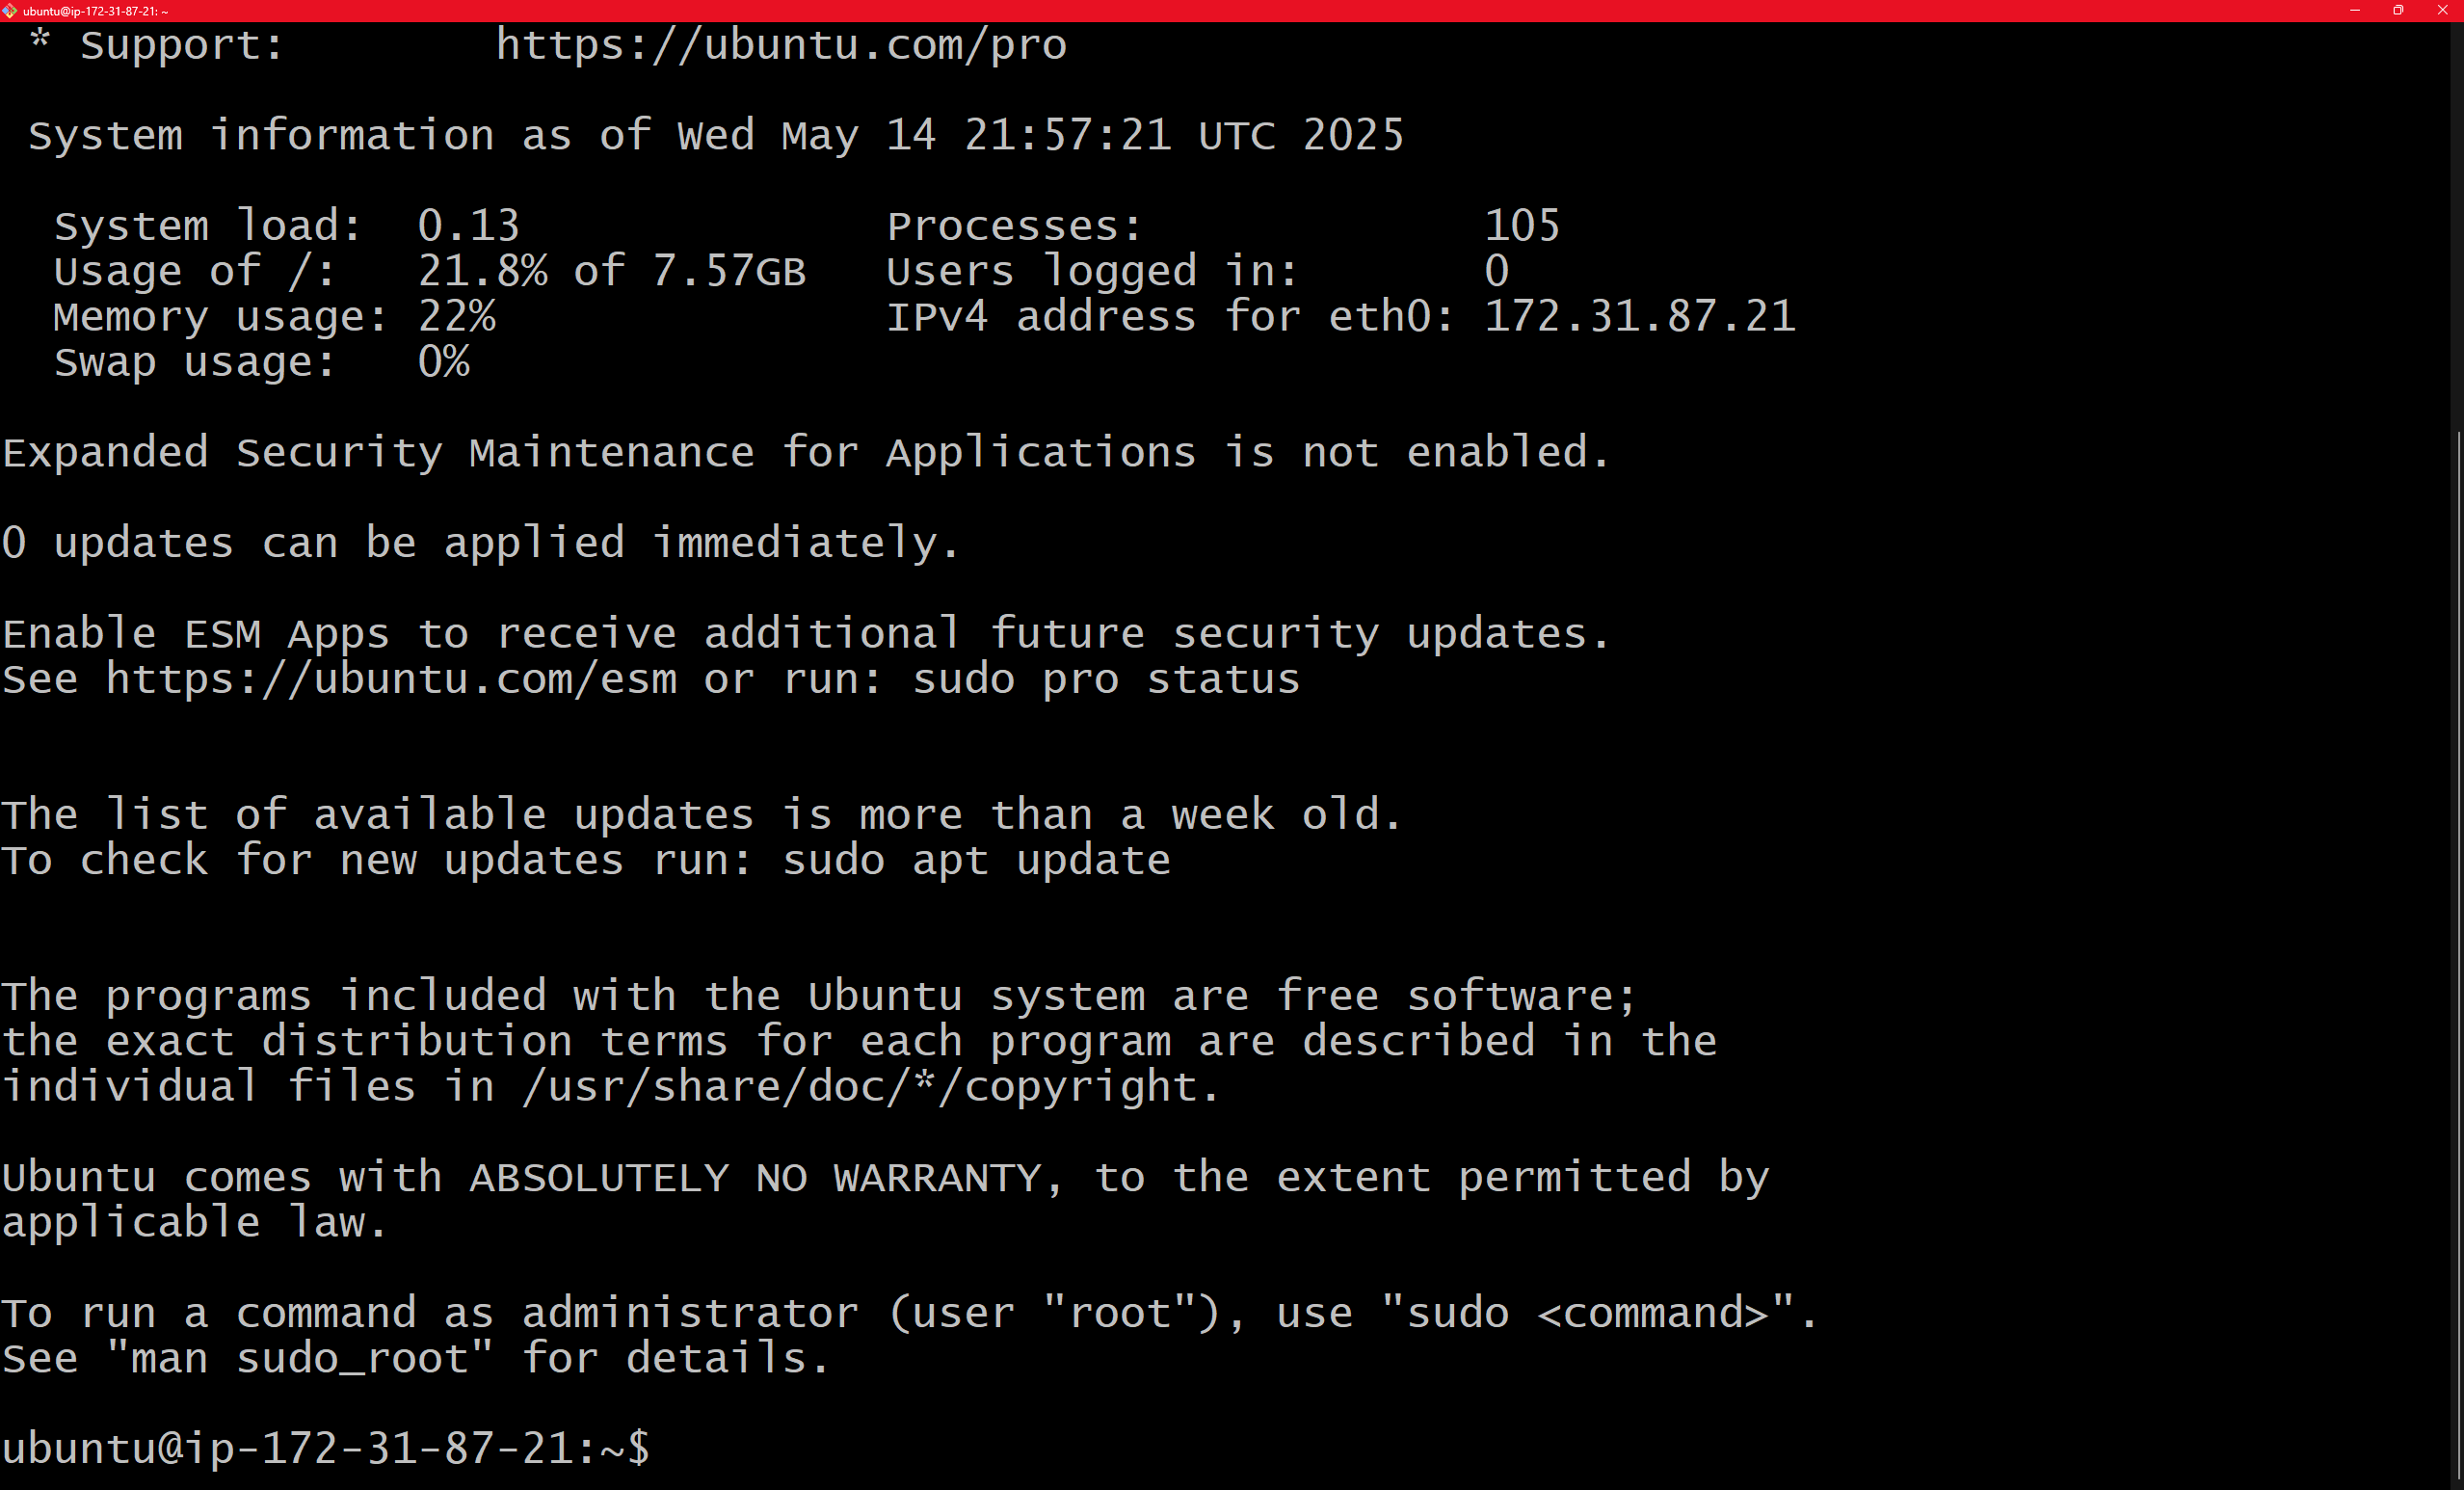 ubuntu@ip-172-31-87-21: ~
* Support:        https://ubuntu.com/pro
System information as of Wed May 14 21:57:21 UTC 2025
System load:  0.13              Processes:             105
Usage of /:   21.8% of 7.57GB   Users logged in:       0
Memory usage: 22%               IPv4 address for eth0: 172.31.87.21
Swap usage:   0%
Expanded Security Maintenance for Applications is not enabled.
0 updates can be applied immediately.
Enable ESM Apps to receive additional future security updates.
See https://ubuntu.com/esm or run: sudo pro status
The list of available updates is more than a week old.
To check for new updates run: sudo apt update
The programs included with the Ubuntu system are free software;
the exact distribution terms for each program are described in the
individual files in /usr/share/doc/*/copyright.
Ubuntu comes with ABSOLUTELY NO WARRANTY, to the extent permitted by
applicable law.
To run a command as administrator (user "root"), use "sudo <command>".
See "man sudo_root" for details.
ubuntu@ip-172-31-87-21:~$